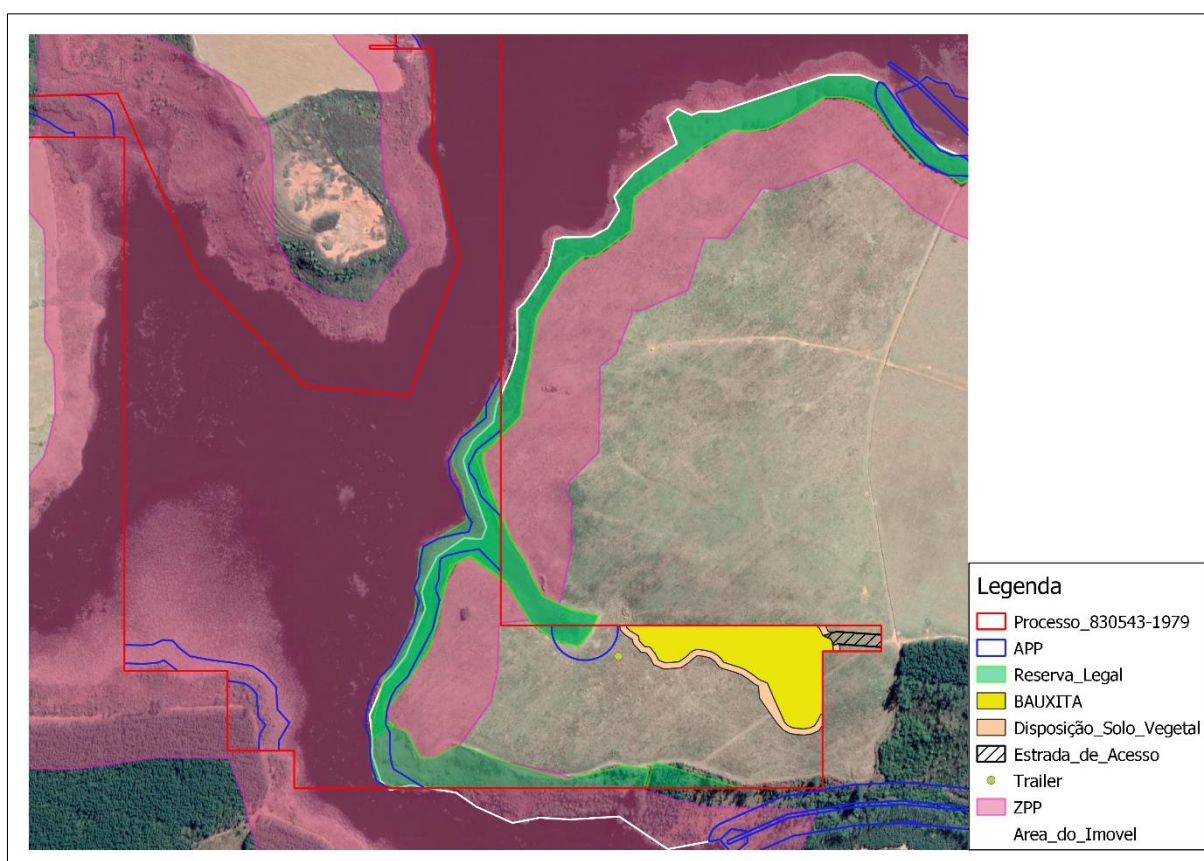 Legenda
Processo_830543-1979
APP
Reserva_Legal
BAUXITA
Disposição_Solo_Vegetal
Estrada_de_Acesso
Trailer
ZPP
Area_do_Imovel